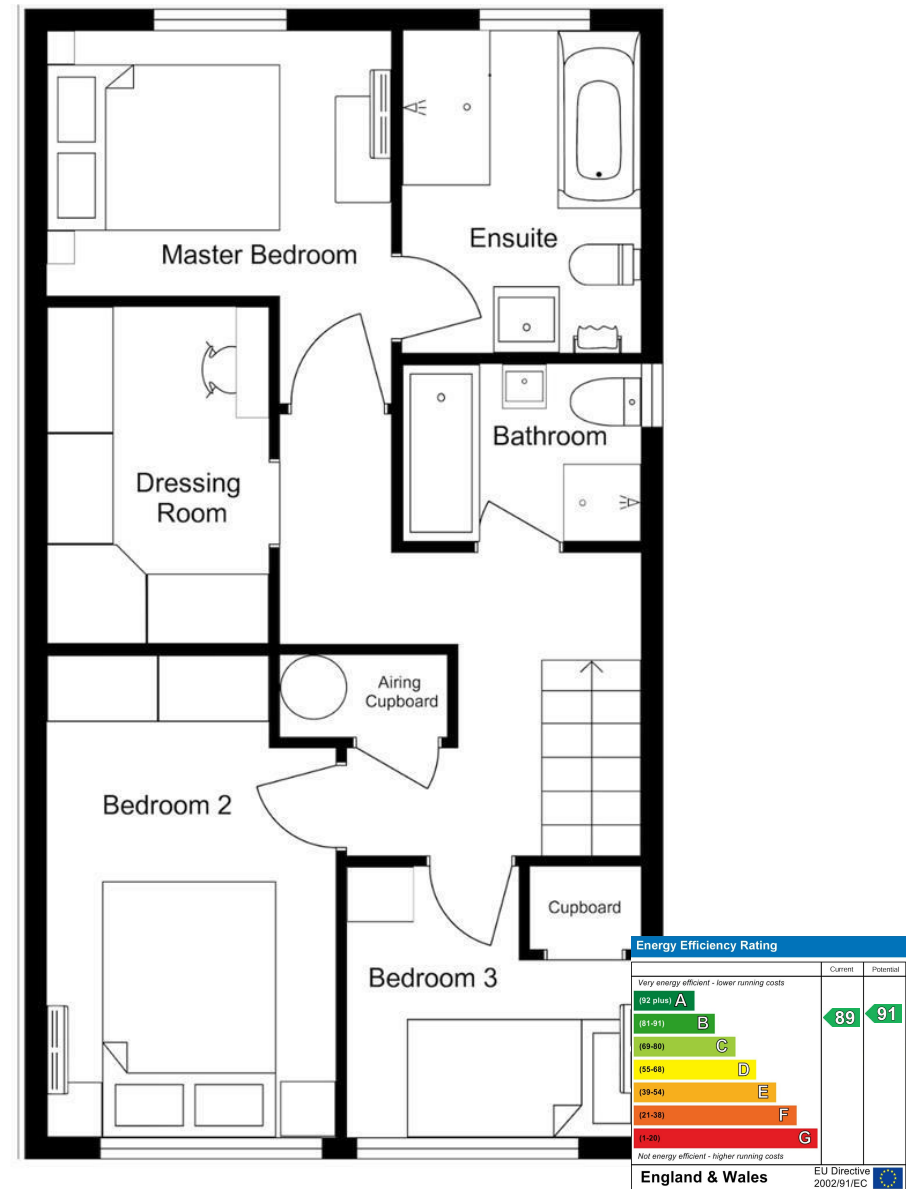 Master Bedroom
Ensuite
Bathroom
Dressing
Room
Airing
Cupboard
Bedroom 2
Cupboard
Bedroom 3
Energy Efficiency Rating
Current Potential
Very energy efficient - lower running costs
(92 plus) A
(81-91) B
89 91
(69-80) C
(55-68) D
(39-54) E
(21-38) F
(1-20) G
Not energy efficient - higher running costs
England & Wales
EU Directive
2002/91/EC